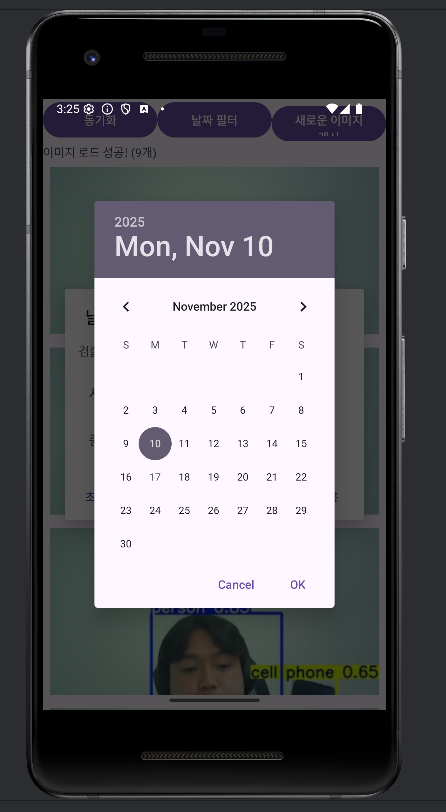 3:25
동기화
날짜 필터
새로운 이미지
이미지 로드 성공! (9개)
2025
Mon, Nov 10
November 2025
S M T W T F S
1
2 3 4 5 6 7 8
9 10 11 12 13 14 15
16 17 18 19 20 21 22
23 24 25 26 27 28 29
30
Cancel OK
person 0.85
cell phone 0.65